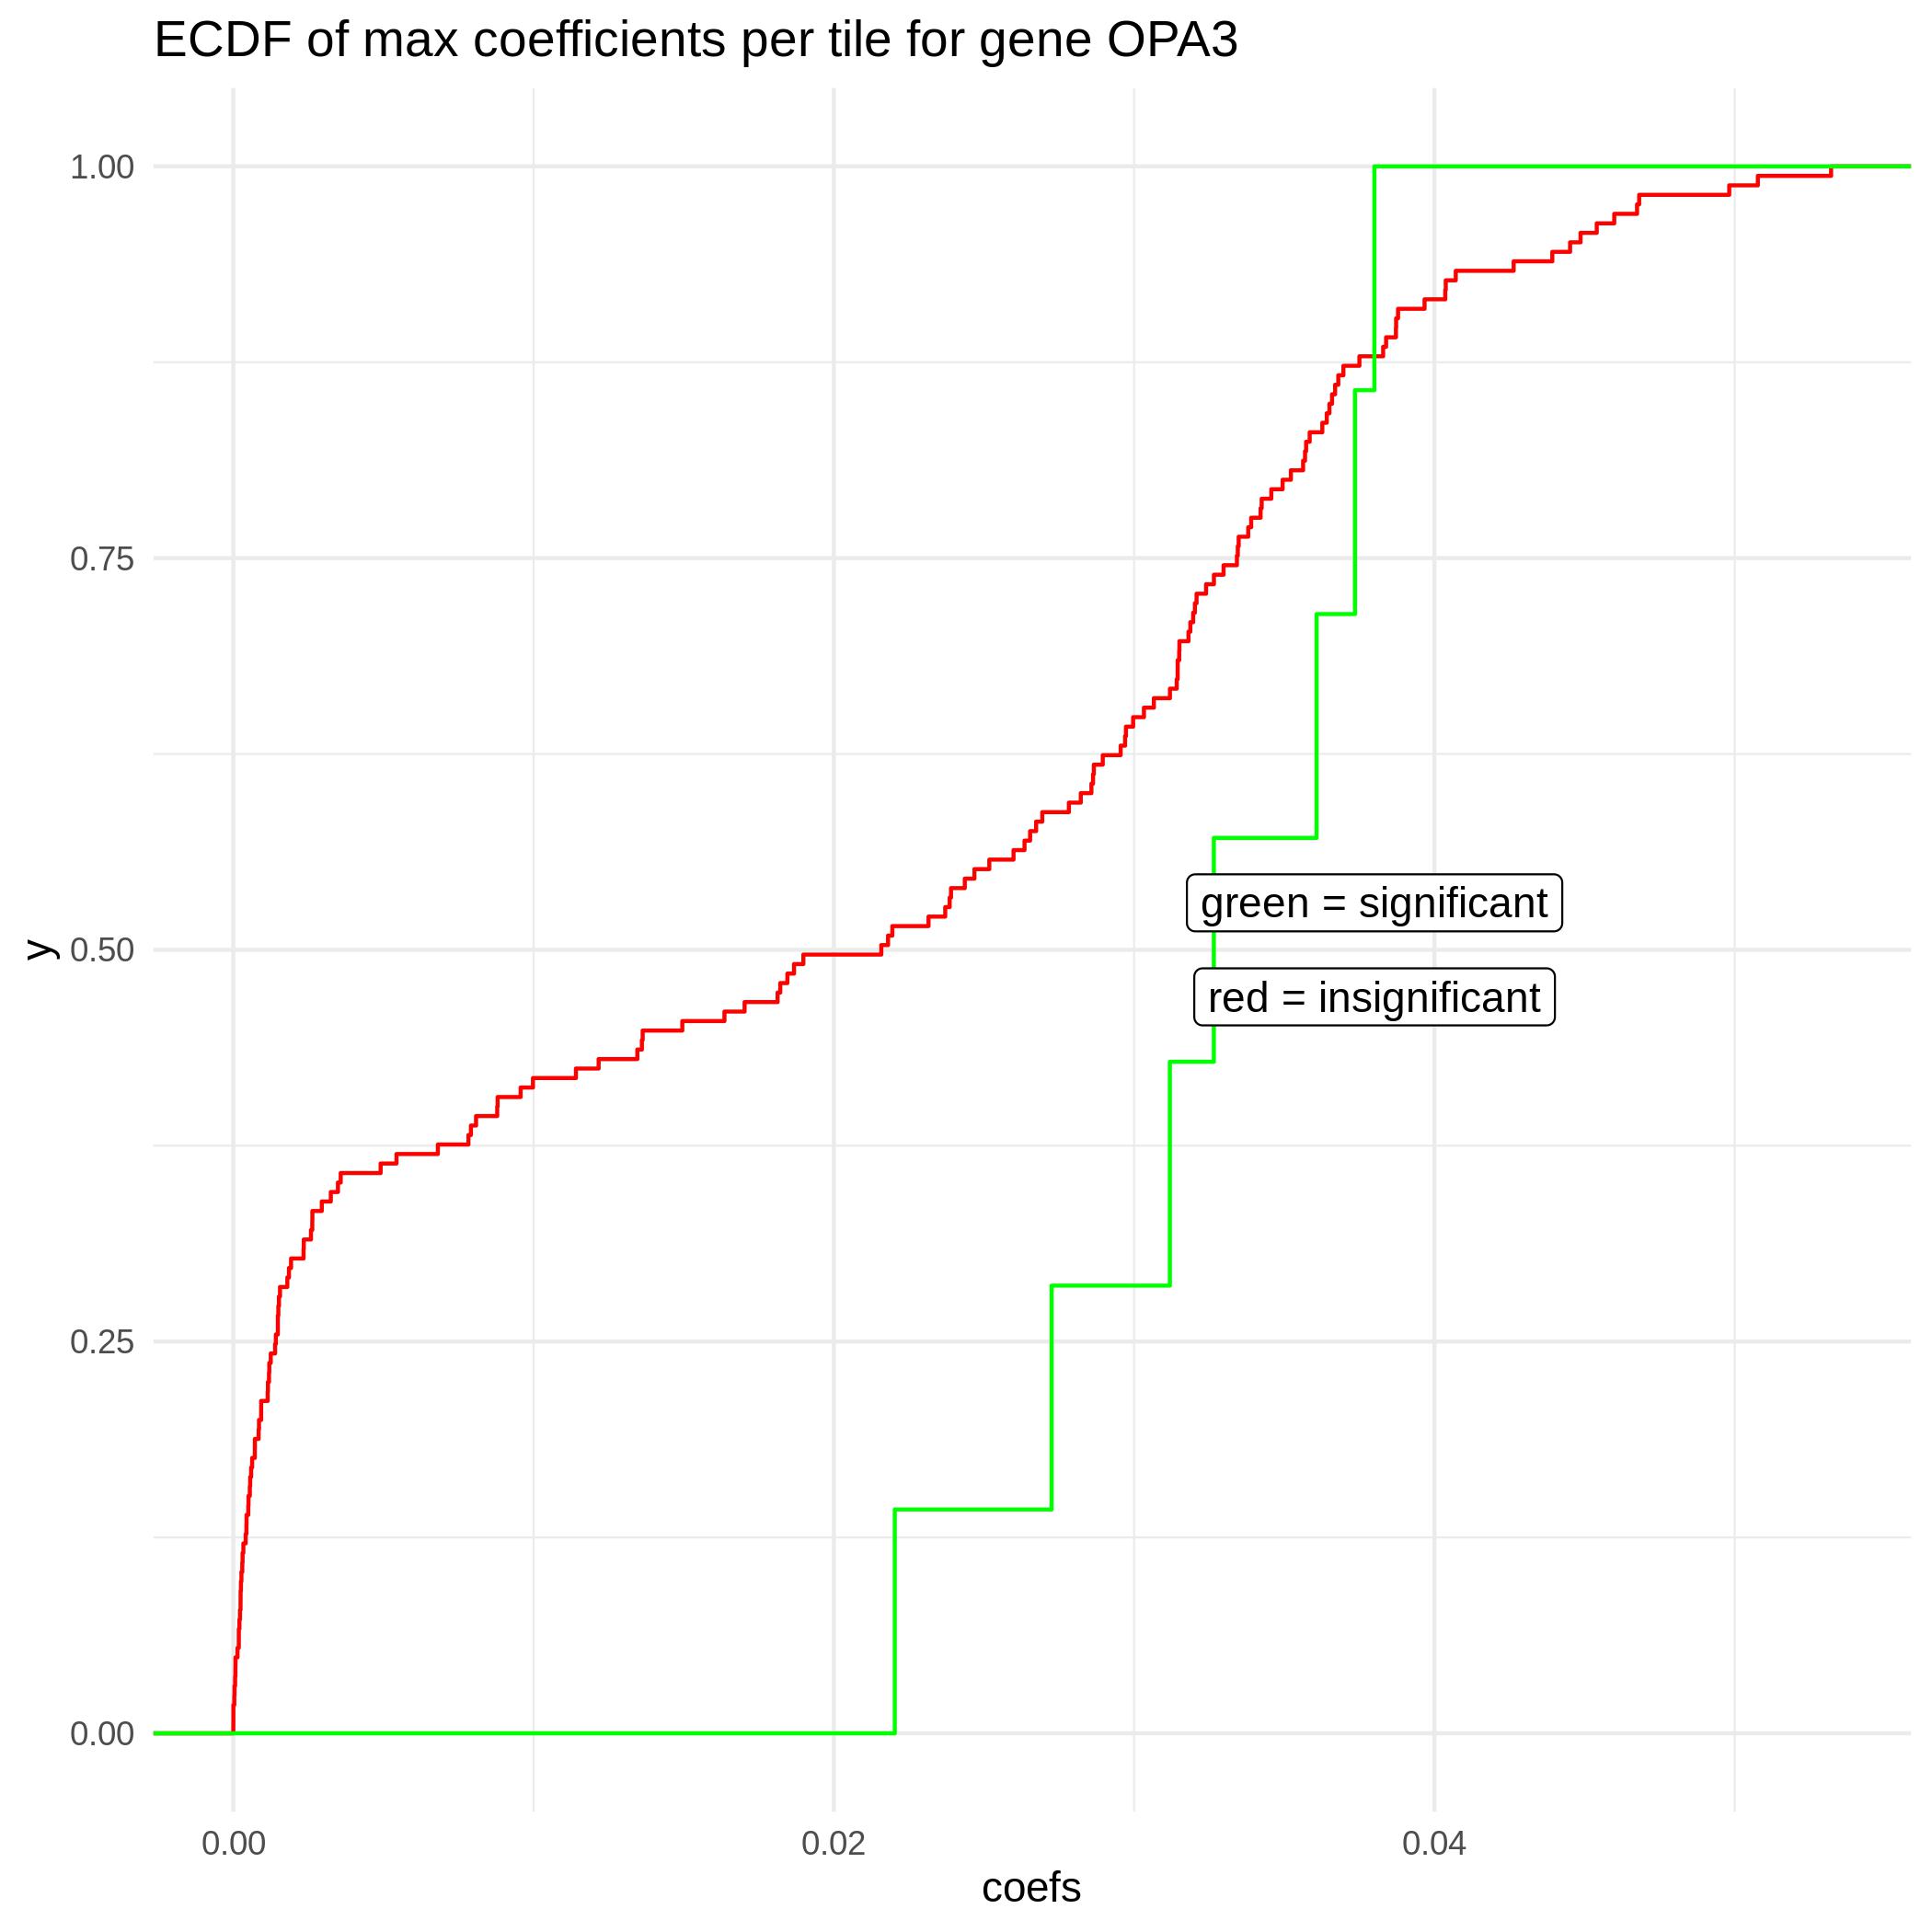 ECDF of max coefficients per tile for gene OPA3
1.00
0.75
0.50
0.25
0.00
y
green = significant
red = insignificant
0.00 0.02 0.04
coefs